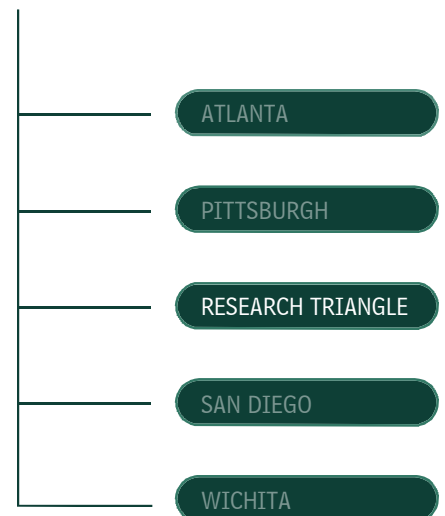 ATLANTA
PITTSBURGH
RESEARCH TRIANGLE
SAN DIEGO
WICHITA